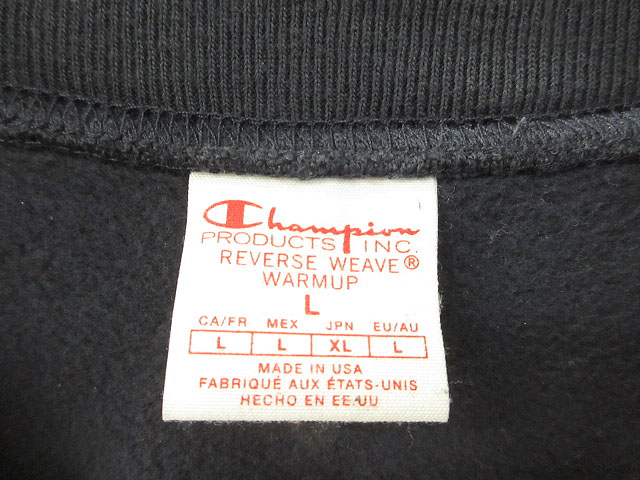 Champion
PRODUCTS INC.
REVERSE WEAVE®
WARMUP
L
CA/FR MEX JPN EU/AU
L L XL L
MADE IN USA
FABRIQUÉ AUX ÉTATS-UNIS
HECHO EN EE.UU